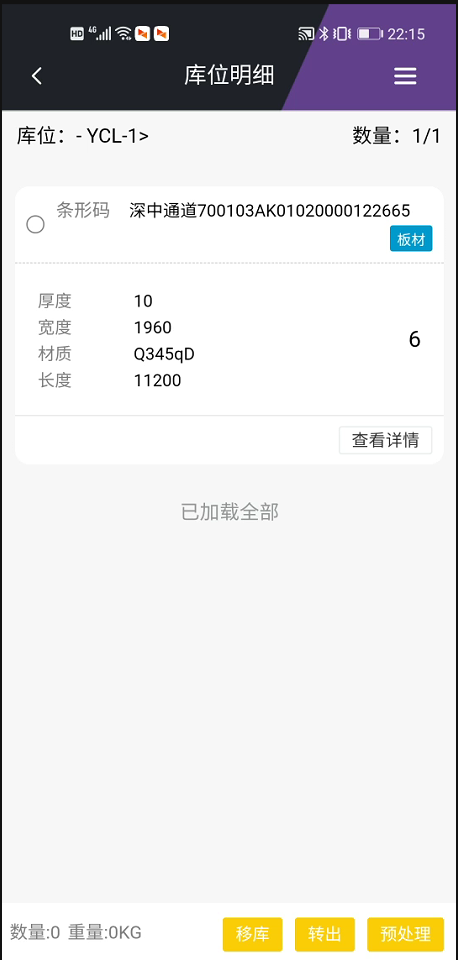 HD 4G 22:15
库位明细
库位：- YCL-1> 数量：1/1
条形码 深中通道700103AK01020000122665
板材
厚度 10
宽度 1960
材质 Q345qD
长度 11200
6
查看详情
已加载全部
数量:0 重量:0KG 移库 转出 预处理